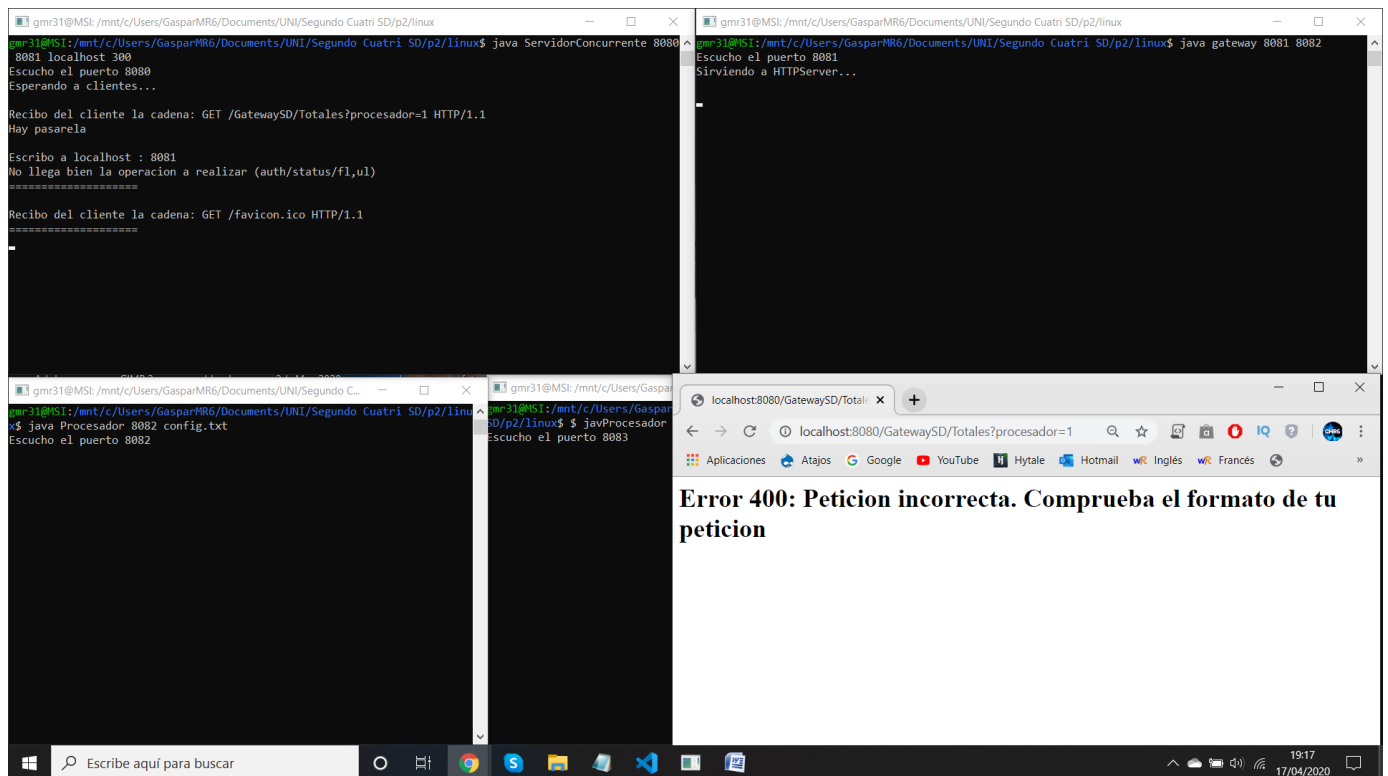 gmr31@MSI: /mnt/c/Users/GasparMR6/Documents/UNI/Segundo Cuatri SD/p2/linux
gmr31@MSI:/mnt/c/Users/GasparMR6/Documents/UNI/Segundo Cuatri SD/p2/linux$ java ServidorConcurrente 8080
8081 localhost 300
Escucho el puerto 8080
Esperando a clientes...
Recibo del cliente la cadena: GET /GatewaySD/Totales?procesador=1 HTTP/1.1
Hay pasarela
Escribo a localhost : 8081
No llega bien la operacion a realizar (auth/status/fl,ul)
====================
Recibo del cliente la cadena: GET /favicon.ico HTTP/1.1
====================
gmr31@MSI: /mnt/c/Users/GasparMR6/Documents/UNI/Segundo Cuatri SD/p2/linux
gmr31@MSI:/mnt/c/Users/GasparMR6/Documents/UNI/Segundo Cuatri SD/p2/linux$ java gateway 8081 8082
Escucho el puerto 8081
Sirviendo a HTTPServer...
gmr31@MSI: /mnt/c/Users/GasparMR6/Documents/UNI/Segundo C...
gmr31@MSI:/mnt/c/Users/GasparMR6/Documents/UNI/Segundo Cuatri SD/p2/linu
x$ java Procesador 8082 config.txt
Escucho el puerto 8082
gmr31@MSI: /mnt/c/Users/Gaspar
gmr31@MSI:/mnt/c/Users/Gaspar
SD/p2/linux$ $ javProcesador
Escucho el puerto 8083
localhost:8080/GatewaySD/Totale
localhost:8080/GatewaySD/Totales?procesador=1
IQ
Aplicaciones Atajos Google YouTube Hytale Hotmail wR Inglés wR Francés »
Error 400: Peticion incorrecta. Comprueba el formato de tu
peticion
Escribe aquí para buscar
19:17
17/04/2020